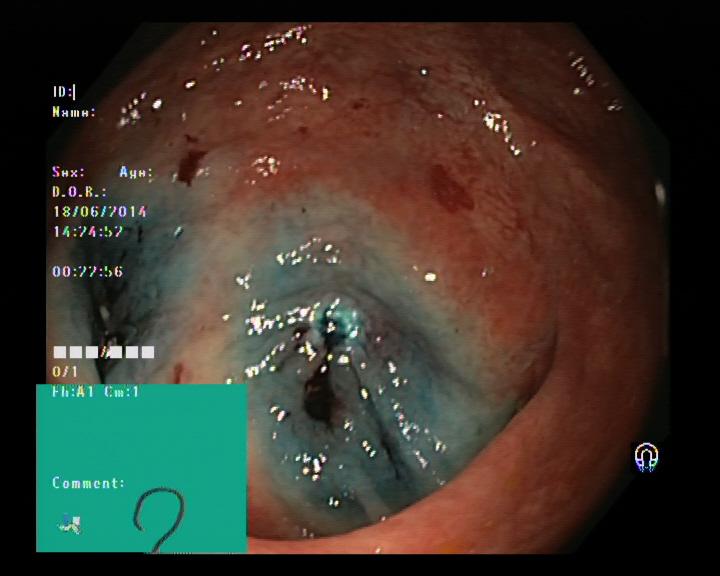 ID:
Name:
Sex: Age:
D.O.B.:
18/06/2014
14:24:52
00:22:56
0/1
Eh:A1 Cm:1
Comment: